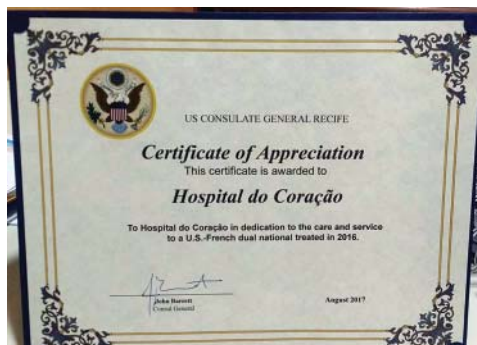 US CONSULATE GENERAL RECIFE
Certificate of Appreciation
This certificate is awarded to
Hospital do Coração
To Hospital do Coração in dedication to the care and service
to a U.S.-French dual national treated in 2016.
John Barrett
Consul General
August 2017